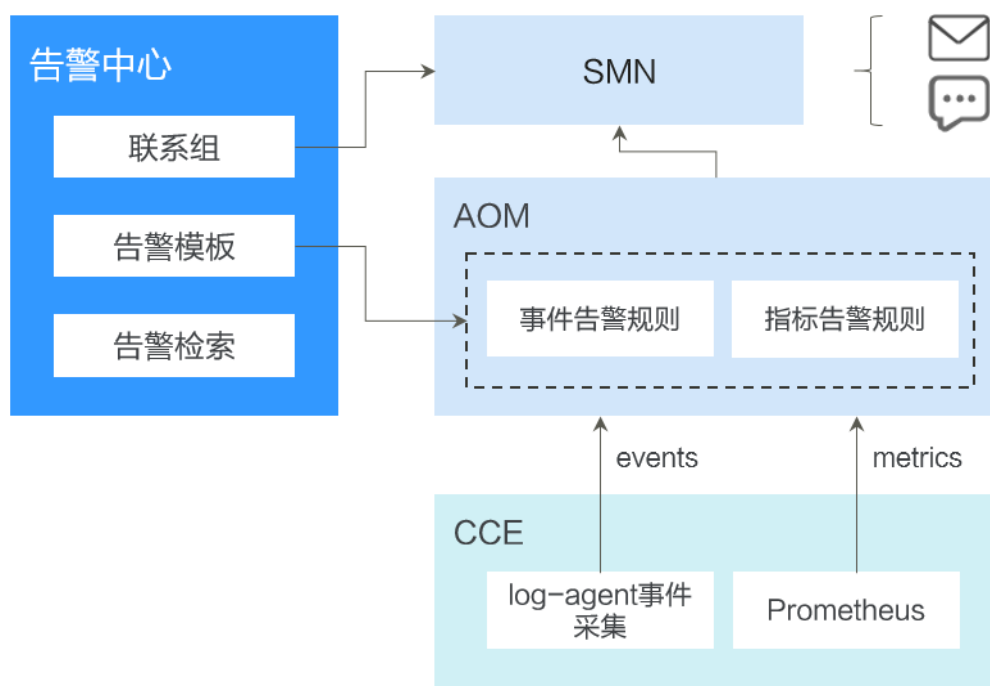 告警中心
联系组
告警模板
告警检索
SMN
AOM
事件告警规则
指标告警规则
events
metrics
CCE
log-agent事件
采集
Prometheus